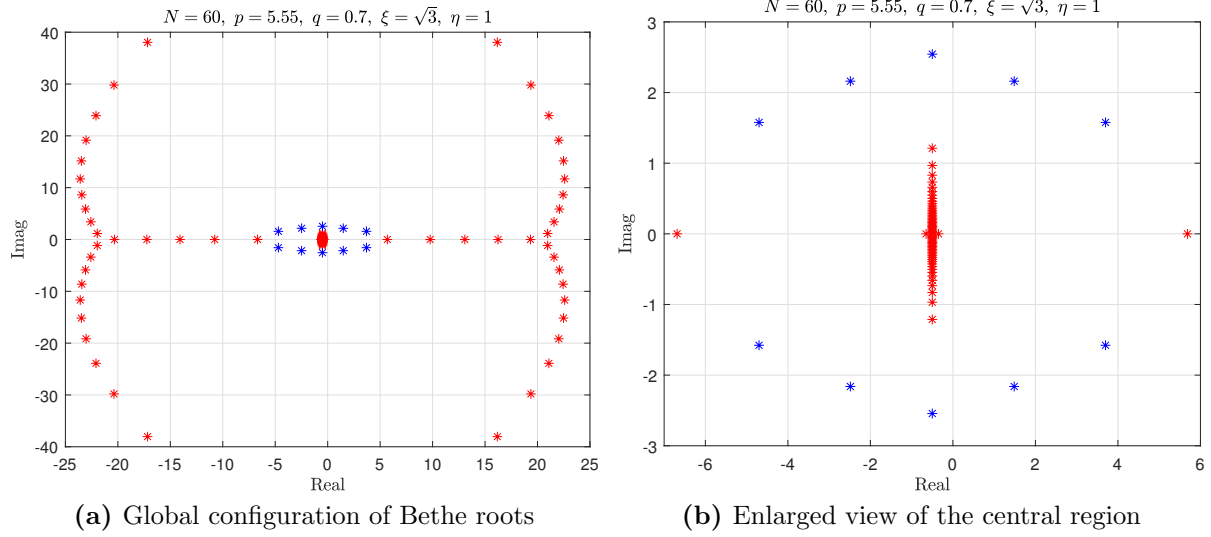 N = 60, p = 5.55, q = 0.7, ξ = √3, η = 1
40
30
20
10
0
-10
-20
-30
-40
Imag
-25 -20 -15 -10 -5 0 5 10 15 20 25
Real
(a) Global configuration of Bethe roots
N = 60, p = 5.55, q = 0.7, ξ = √3, η = 1
3
2
1
0
-1
-2
-3
Imag
-6 -4 -2 0 2 4 6
Real
(b) Enlarged view of the central region